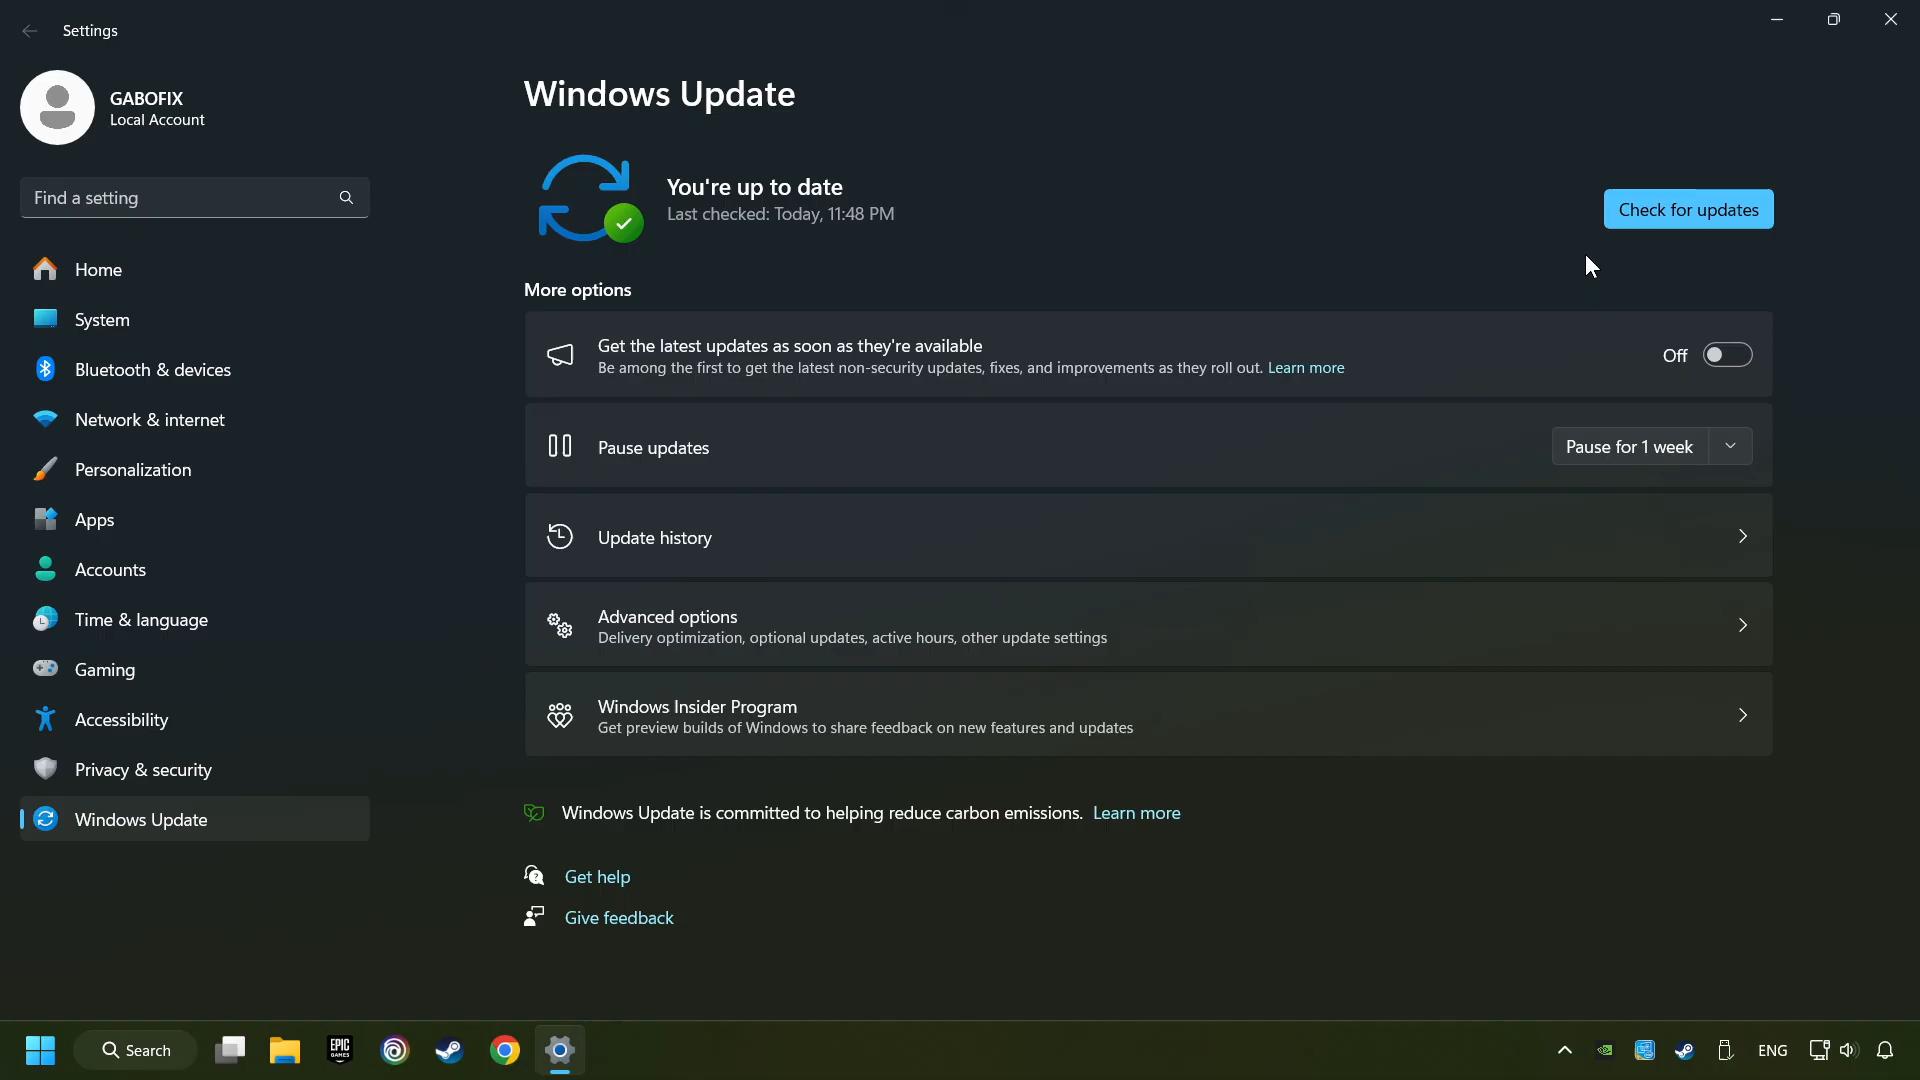 Settings
GABOFIX
Local Account
Find a setting
Home
System
Bluetooth & devices
Network & internet
Personalization
Apps
Accounts
Time & language
Gaming
Accessibility
Privacy & security
Windows Update
Windows Update
You're up to date
Last checked: Today, 11:48 PM
Check for updates
More options
Get the latest updates as soon as they're available
Be among the first to get the latest non-security updates, fixes, and improvements as they roll out. Learn more
Off
Pause updates
Pause for 1 week
Update history
Advanced options
Delivery optimization, optional updates, active hours, other update settings
Windows Insider Program
Get preview builds of Windows to share feedback on new features and updates
Windows Update is committed to helping reduce carbon emissions. Learn more
Get help
Give feedback
Search
EPIC
GAMES
ENG